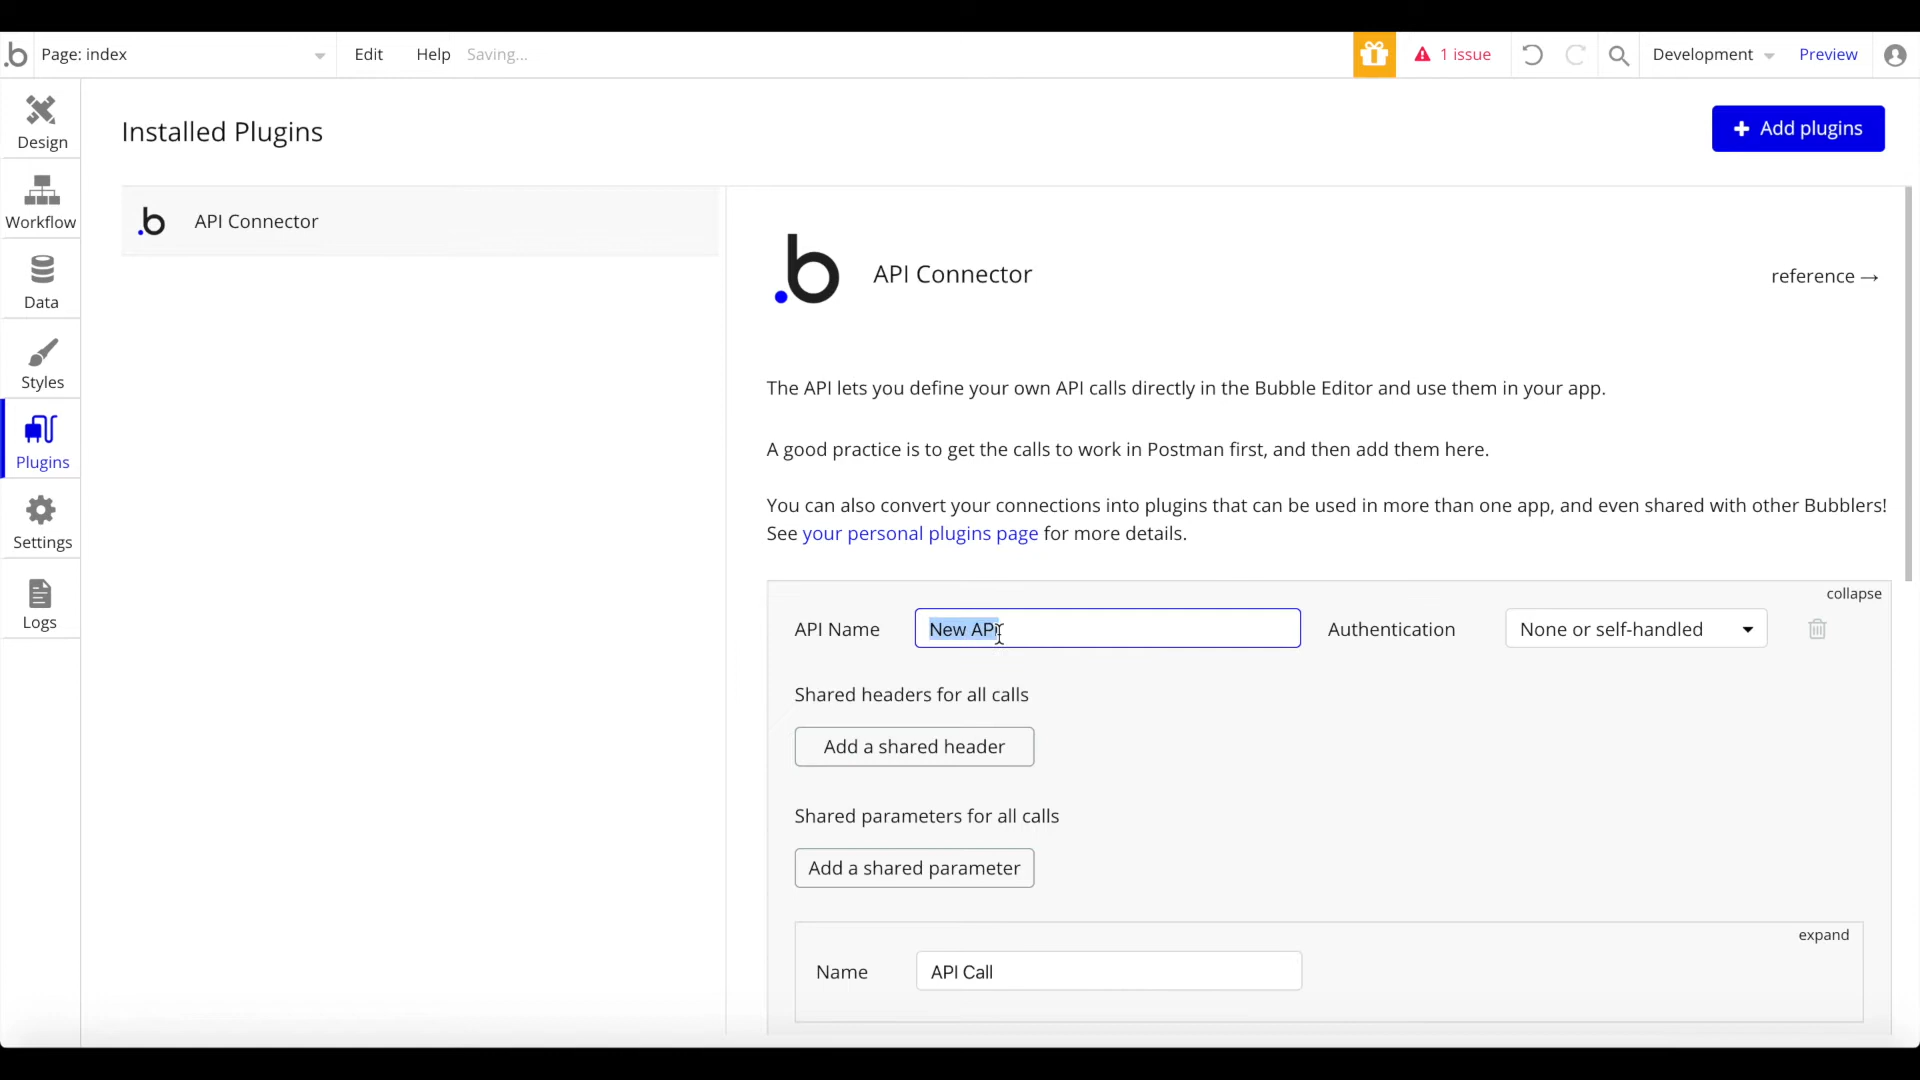 Page: index
Edit
Help
Saving...
1 issue
Development
Preview
Design
Workflow
Data
Styles
Plugins
Settings
Logs
Installed Plugins
+ Add plugins
.b API Connector
.b API Connector
reference →
The API lets you define your own API calls directly in the Bubble Editor and use them in your app.
A good practice is to get the calls to work in Postman first, and then add them here.
You can also convert your connections into plugins that can be used in more than one app, and even shared with other Bubblers!
See your personal plugins page for more details.
collapse
API Name New API Authentication None or self-handled
Shared headers for all calls
Add a shared header
Shared parameters for all calls
Add a shared parameter
expand
Name API Call